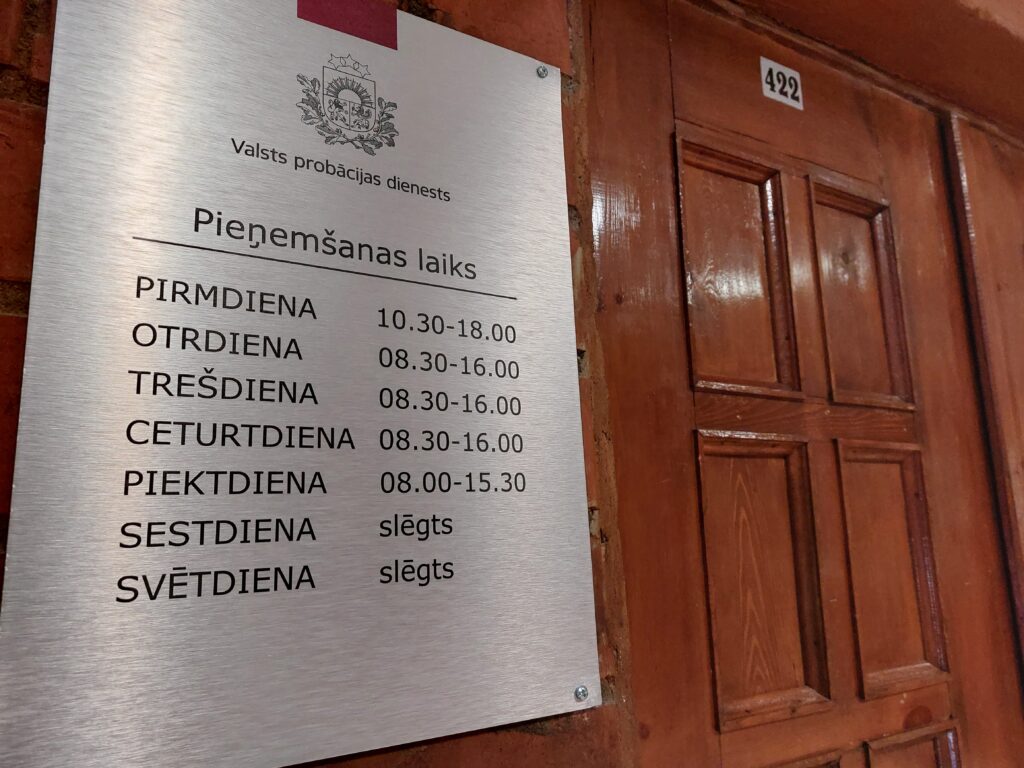 Valsts probācijas dienests
Pieņemšanas laiks
PIRMDIENA 10.30-18.00
OTRDIENA 08.30-16.00
TREŠDIENA 08.30-16.00
CETURTDIENA 08.30-16.00
PIEKTDIENA 08.00-15.30
SESTDIENA slēgts
SVĒTDIENA slēgts
422